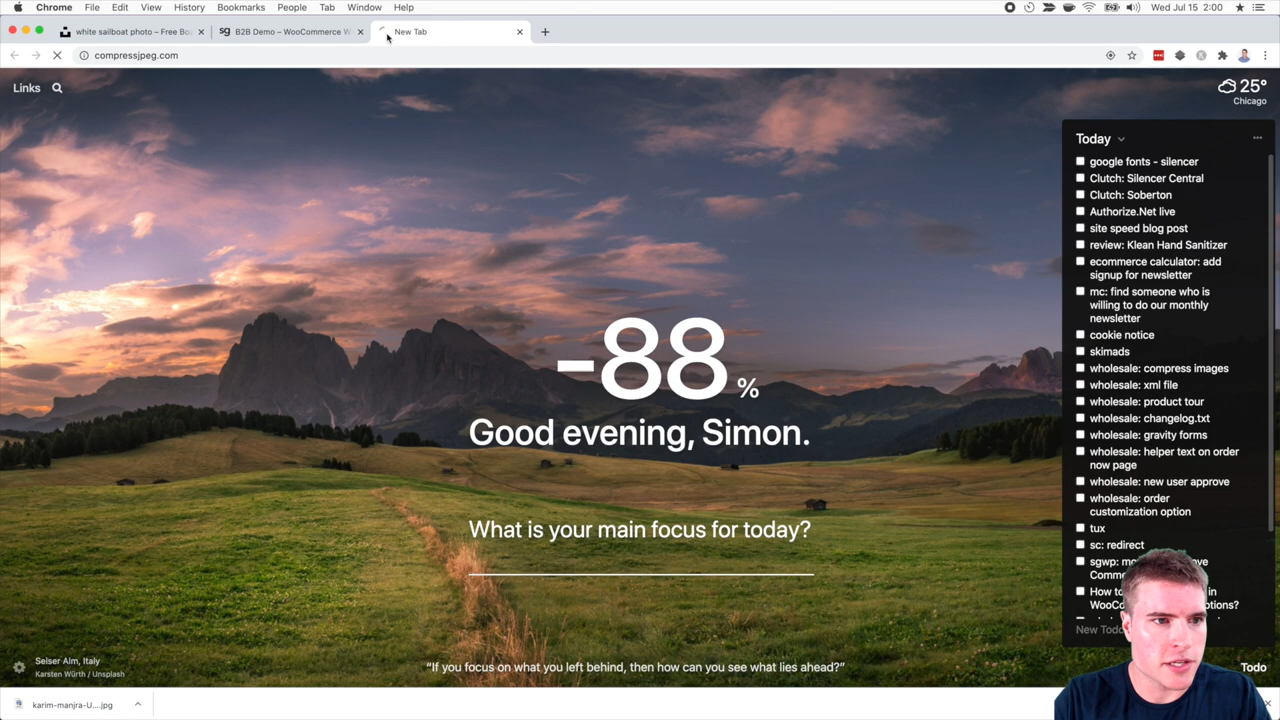 Chrome File Edit View History Bookmarks People Tab Window Help Wed Jul 15 2:00
white sailboat photo – Free Bo
B2B Demo – WooCommerce W
New Tab
compressjpeg.com
Links
25°
Chicago
Today
google fonts - silencer
Clutch: Silencer Central
Clutch: Soberton
Authorize.Net live
site speed blog post
review: Klean Hand Sanitizer
ecommerce calculator: add
signup for newsletter
mc: find someone who is
willing to do our monthly
newsletter
cookie notice
skimads
wholesale: compress images
wholesale: xml file
wholesale: product tour
wholesale: changelog.txt
wholesale: gravity forms
wholesale: helper text on order
now page
wholesale: new user approve
wholesale: order
customization option
tux
sc: redirect
sgwp:
How to in
-88%
Good evening, Simon.
What is your main focus for today?
New Todo
Seiser Alm, Italy
Karsten Würth / Unsplash
“If you focus on what you left behind, then how can you see what lies ahead?”
Todo
karim-manjra-U....jpg